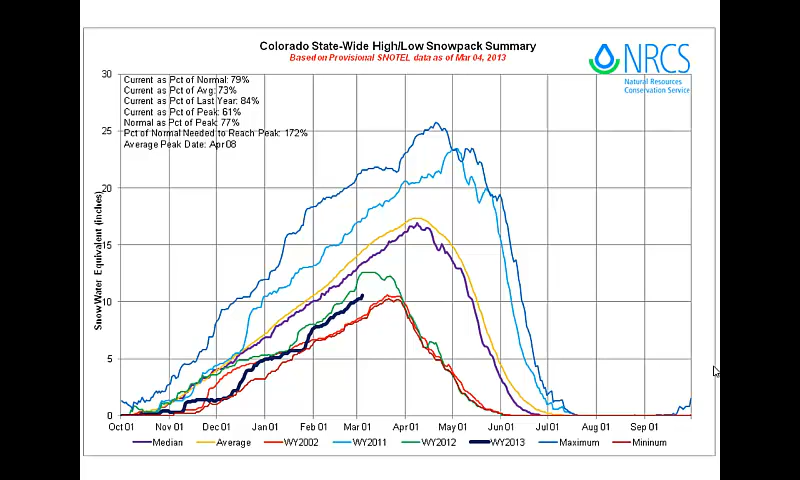 Colorado State-Wide High/Low Snowpack Summary
Based on Provisional SNOTEL data as of Mar 04, 2013
NRCS
Natural Resources
Conservation Service
Current as Pct of Normal: 79%
Current as Pct of Avg: 73%
Current as Pct of Last Year: 84%
Current as Pct of Peak: 61%
Normal as Pct of Peak: 77%
Pct of Normal Needed to Reach Peak: 172%
Average Peak Date: Apr 08
Snow Water Equivalent (inches)
30
25
20
15
10
5
0
Oct 01 Nov 01 Dec 01 Jan 01 Feb 01 Mar 01 Apr 01 May 01 Jun 01 Jul 01 Aug 01 Sep 01
Median Average WY2002 WY2011 WY2012 WY2013 Maximum Mininum